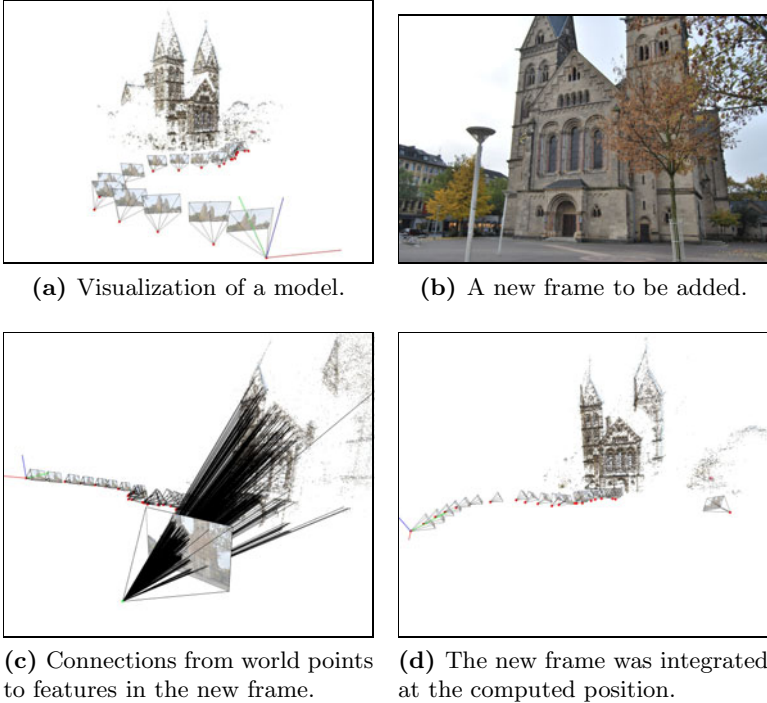 (a) Visualization of a model.
(b) A new frame to be added.
(c) Connections from world points
to features in the new frame.
(d) The new frame was integrated
at the computed position.